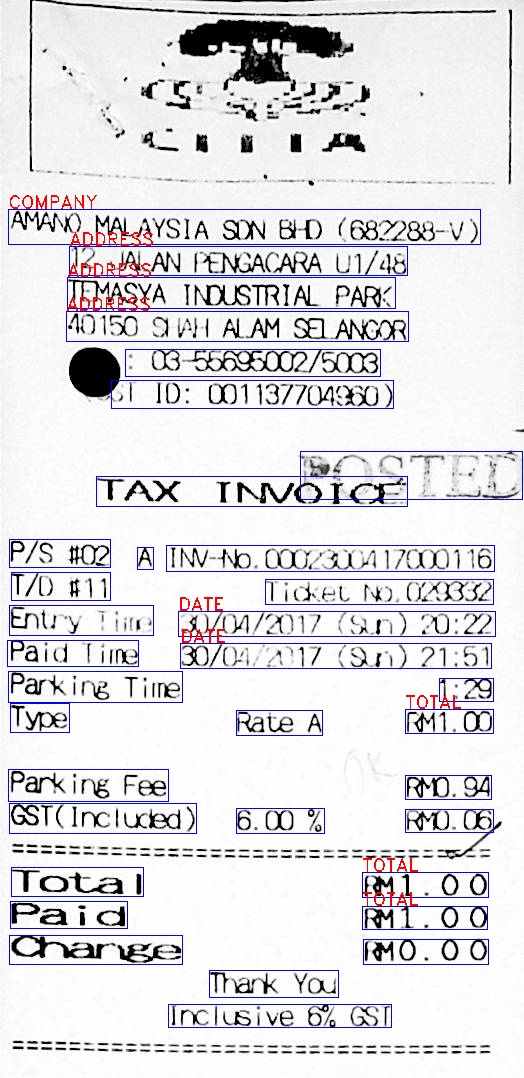 CITTA
COMPANY
AMANO MALAYSIA SDN BHD (682288-V)
ADDRESS
12, JALAN PENGACARA U1/48
ADDRESS
TEMASYA INDUSTRIAL PARK
ADDRESS
40150 SHAH ALAM SELANGOR
: 03-55695002/5003
ST ID: 001137704960)
POSTED
TAX INVOICE
P/S #02 A INV-No.0002300417000116
T/D #11 Ticket No.029332
DATE
Entry Time 30/04/2017 (Sun) 20:22
DATE
Paid Time 30/04/2017 (Sun) 21:51
Parking Time 1:29
TOTAL
Type Rate A RM1.00
OK
Parking Fee RM0.94
GST(Included) 6.00 % RM0.06
==========================================
TOTAL
Total RM1.00
TOTAL
Paid RM1.00
Change RM0.00
Thank You
Inclusive 6% GST
==========================================